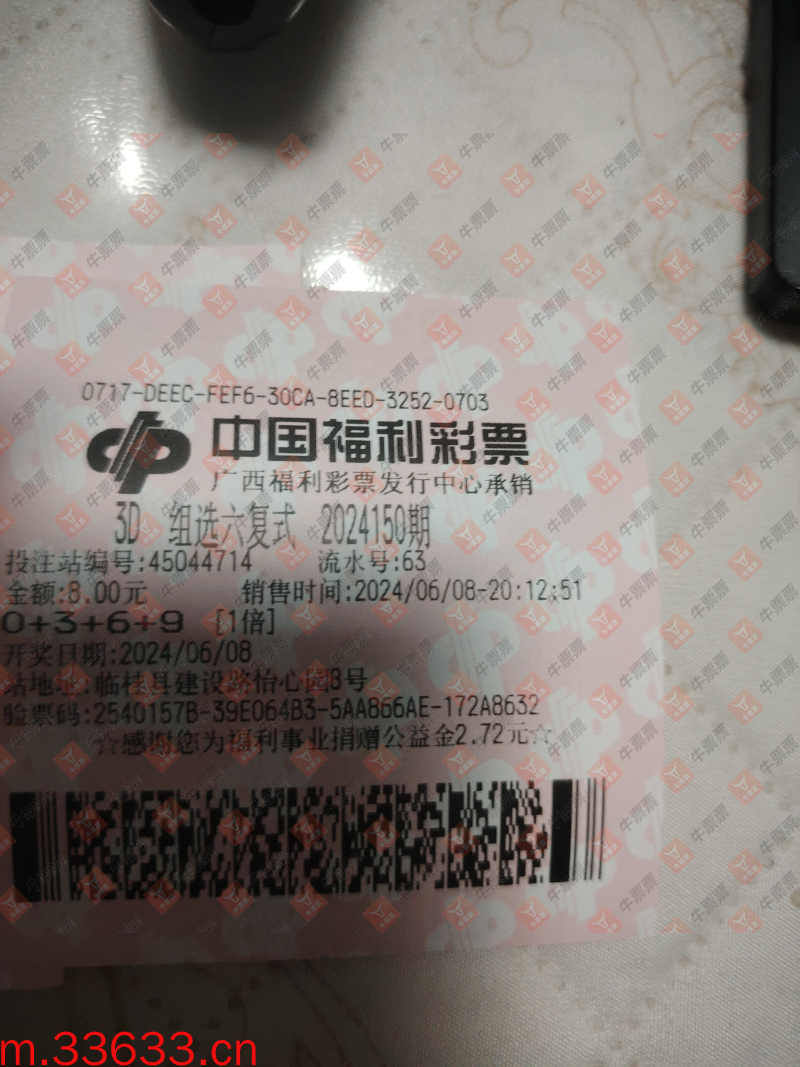 0717-DEEC-FEF6-30CA-8EED-3252-0703
中国福利彩票
广西福利彩票发行中心承销
3D 组选六复式 2024150期
投注站编号:45044714 流水号:63
金额:8.00元 销售时间:2024/06/08-20:12:51
0+3+6+9 [1倍]
开奖日期:2024/06/08
站地址:临桂县建设路怡心园8号
验票码:2540157B-39E064B3-5AA866AE-172A8632
☆感谢您为福利事业捐赠公益金2.72元☆
牛票票
m.33633.cn